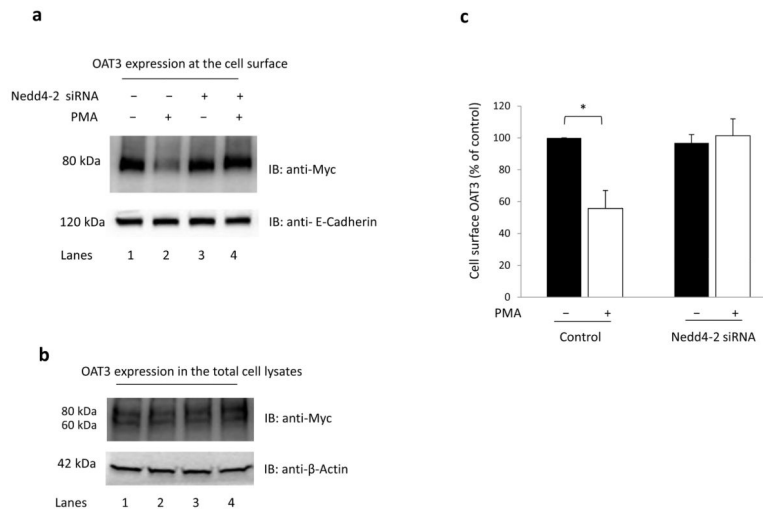 a
OAT3 expression at the cell surface
Nedd4-2 siRNA – – + +
PMA – + – +
80 kDa
IB: anti-Myc
120 kDa
IB: anti- E-Cadherin
Lanes 1 2 3 4
b
OAT3 expression in the total cell lysates
80 kDa
60 kDa
IB: anti-Myc
42 kDa
IB: anti-β-Actin
Lanes 1 2 3 4
c
Cell surface OAT3 (% of control)
120
100
80
60
40
20
0
*
PMA – + – +
Control Nedd4-2 siRNA